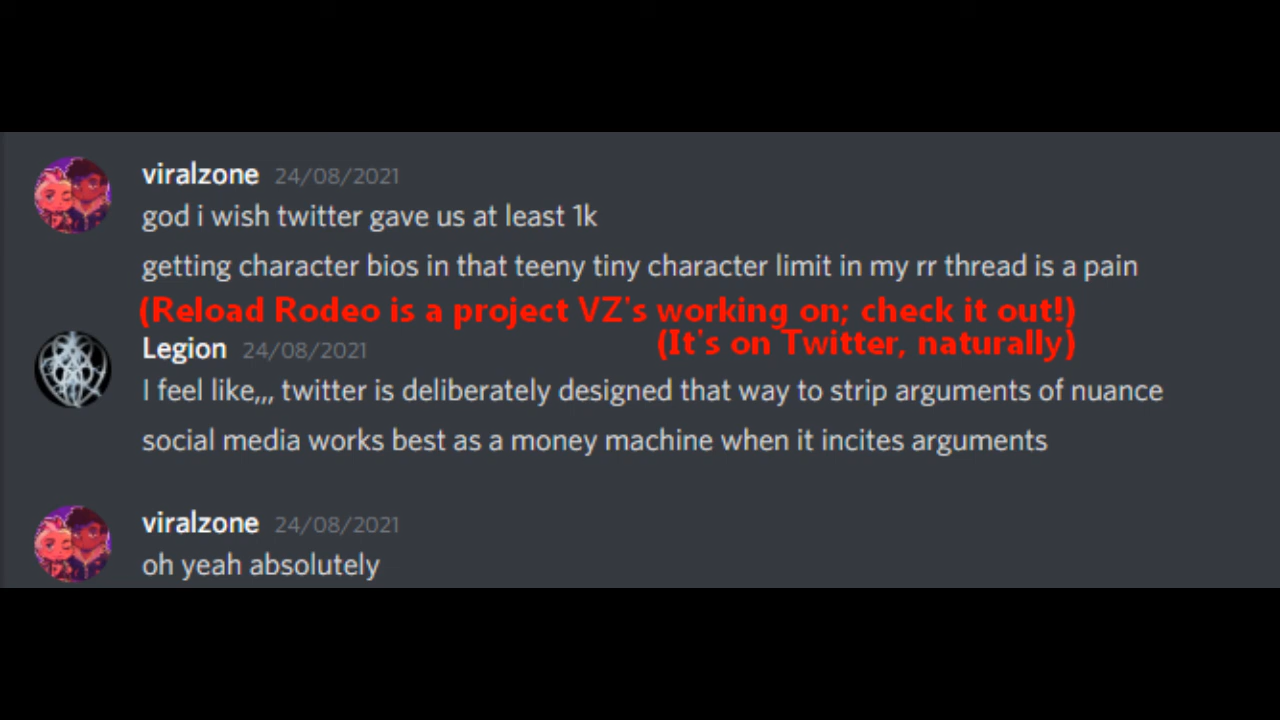 viralzone 24/08/2021
god i wish twitter gave us at least 1k
getting character bios in that teeny tiny character limit in my rr thread is a pain
(Reload Rodeo is a project VZ's working on; check it out!)
(It's on Twitter, naturally)
Legion 24/08/2021
I feel like,,, twitter is deliberately designed that way to strip arguments of nuance
social media works best as a money machine when it incites arguments
viralzone 24/08/2021
oh yeah absolutely